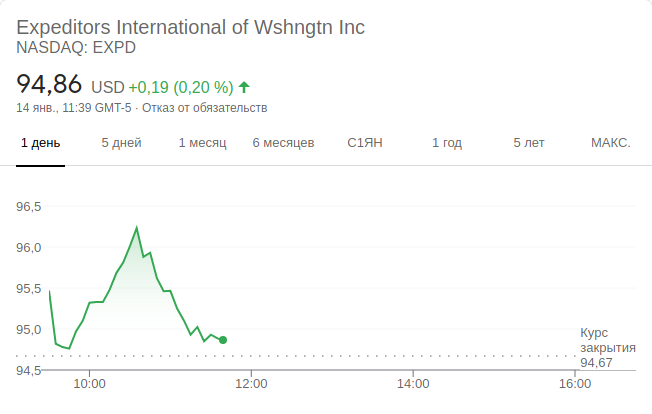 Expeditors International of Wshngtn Inc
NASDAQ: EXPD
94,86 USD +0,19 (0,20 %)
14 янв., 11:39 GMT-5 · Отказ от обязательств
1 день 5 дней 1 месяц 6 месяцев С1ЯН 1 год 5 лет МАКС.
96,5
96,0
95,5
95,0
94,5
Курс
закрытия
94,67
10:00 12:00 14:00 16:00